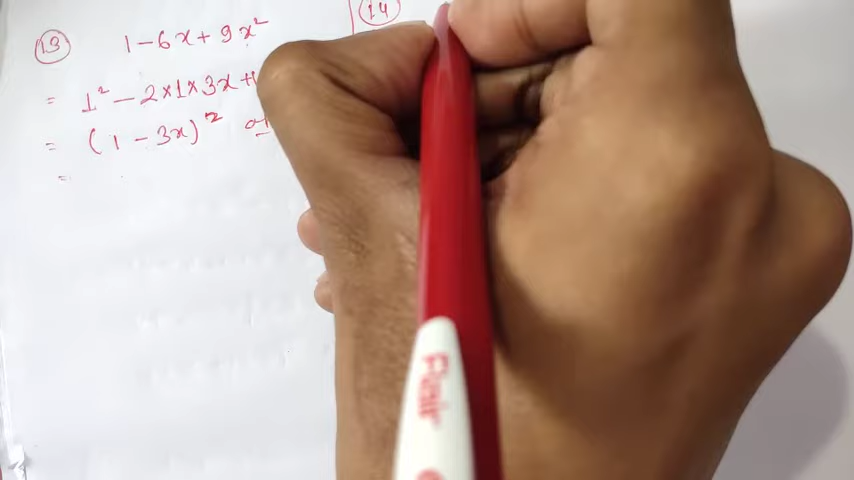 13
1 - 6x + 9x²
= 1² - 2×1×3x +
= (1 - 3x)²
=
14
Flair